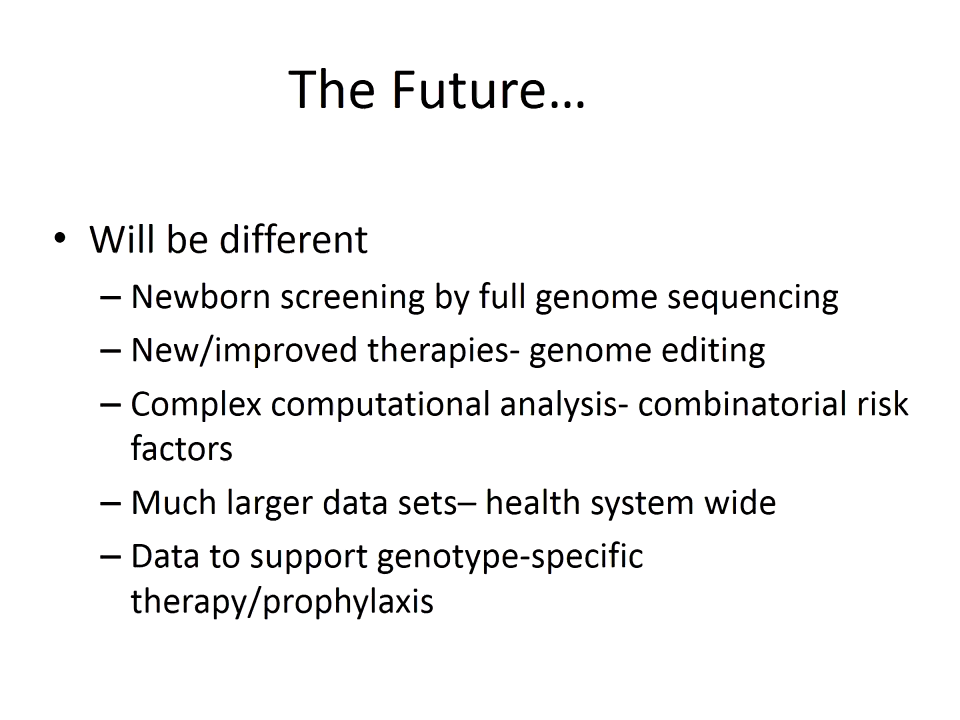 The Future…
• Will be different
– Newborn screening by full genome sequencing
– New/improved therapies- genome editing
– Complex computational analysis- combinatorial risk
factors
– Much larger data sets– health system wide
– Data to support genotype-specific
therapy/prophylaxis